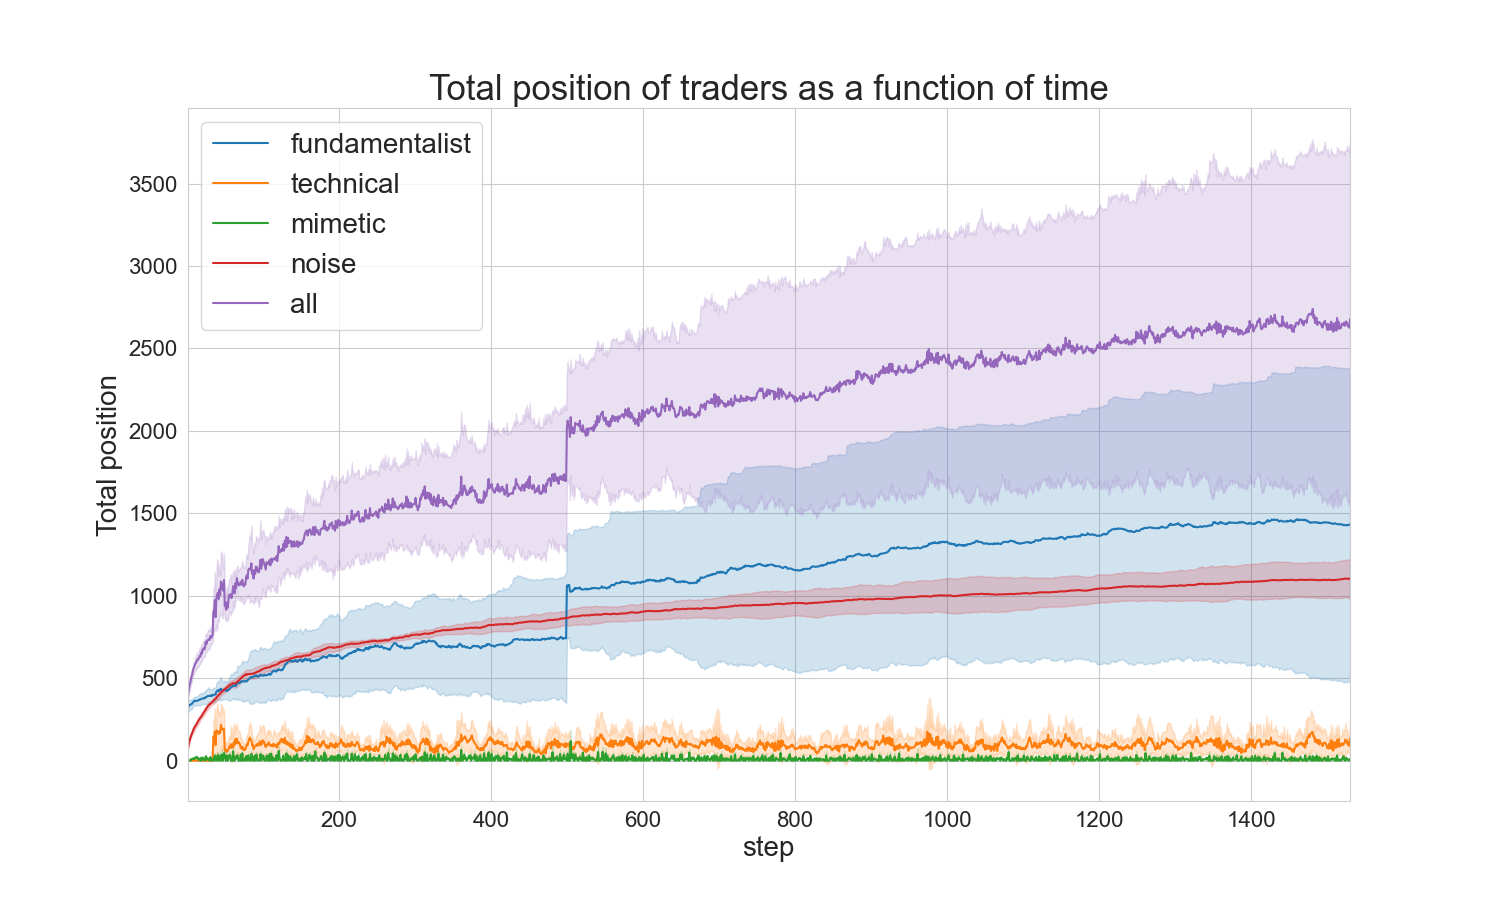 Total position of traders as a function of time
fundamentalist
technical
mimetic
noise
all
Total position
3500
3000
2500
2000
1500
1000
500
0
200 400 600 800 1000 1200 1400
step